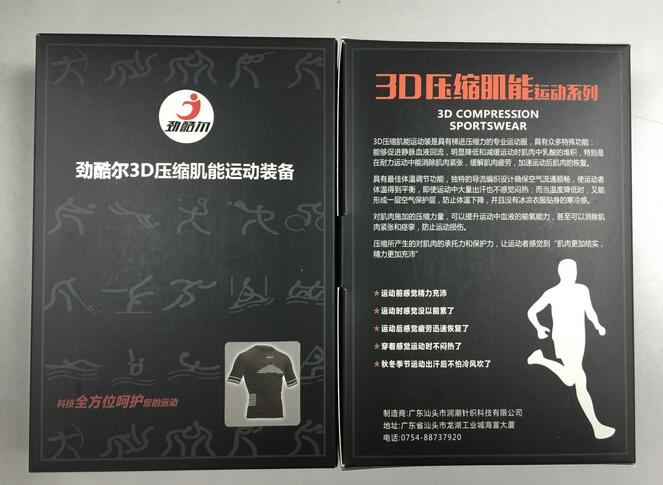 劲酷尔
劲酷尔3D压缩肌能运动装备
科技全方位呵护您的运动
3D压缩肌能运动系列
3D COMPRESSION
SPORTSWEAR
3D压缩肌能运动装是具有梯进压缩力的专业运动服，具有众多特殊功能：
能够促进静脉血液回流，明显降低和减缓运动时肌肉中乳酸的堆积，特别是
在耐力运动中能消除肌肉紧张，缓解肌肉疲劳，加速运动后肌肉的恢复。
具有最佳体温调节功能，独特的导流编织设计确保空气流通顺畅，使运动者
体温得到平衡，即使运动中大量出汗也不感觉闷热；而当温度降低时，又能
形成一层空气保护层，防止体温下降，并且没有冰凉衣服贴身的寒冷感。
对肌肉施加的压缩力量，可以提升运动中血液的输氧能力，甚至可以消除肌
肉紧张和痉挛，防止运动损伤。
压缩所产生的对肌肉的承托力和保护力，让运动者感觉到“肌肉更加结实，
精力更加充沛”
★运动前感觉精力充沛
★运动时感觉没以前累了
★运动后感觉疲劳迅速恢复了
★穿着感觉运动时不闷热了
★秋冬季节运动出汗后不怕冷风吹了
制造商:广东汕头市润潮针织科技有限公司
地址:广东省汕头市龙湖工业城海富大厦
电话:0754-88737920